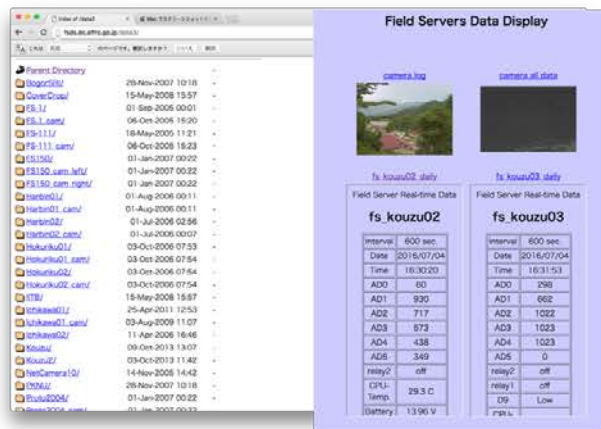 Index of /data3/
fsds.dc.affrc.go.jp/data3/
Parent Directory -
BogorSRI/ 28-Nov-2007 10:18 -
CoverCrop/ 15-May-2008 15:57 -
FS-1/ 01-Sep-2005 00:01 -
FS-1_cam/ 06-Oct-2005 15:20 -
FS-111/ 18-May-2005 11:21 -
FS-111_cam/ 06-Oct-2005 15:23 -
FS150/ 01-Jan-2007 00:22 -
FS150_cam_left/ 01-Jan-2007 00:22 -
FS150_cam_right/ 01-Jan-2007 00:22 -
Harbin01/ 01-Aug-2006 00:11 -
Harbin01_cam/ 01-Aug-2006 00:11 -
Harbin02/ 01-Jul-2006 02:56 -
Harbin02_cam/ 01-Jul-2006 00:07 -
Hokuriku01/ 03-Oct-2006 07:53 -
Hokuriku01_cam/ 03-Oct-2006 07:54 -
Hokuriku02/ 03-Oct-2006 07:54 -
Hokuriku02_cam/ 03-Oct-2006 07:54 -
IITB/ 15-May-2008 15:57 -
Ichikawa01/ 25-Apr-2011 12:53 -
Ichikawa01_cam/ 03-Aug-2009 11:07 -
Ichikawa02/ 11-Apr-2006 16:46 -
Kouzu/ 09-Oct-2013 13:07 -
Kouzu2/ 03-Oct-2013 11:42 -
NetCamera10/ 14-Nov-2005 14:42 -
PKNU/ 28-Nov-2007 10:18 -
Proto2004/ 01-Jan-2007 00:22 -
Field Servers Data Display
camera log
camera all data
fs_kouzu02_daily
fs_kouzu03_daily
Field Server Real-time Data
fs_kouzu02
Interval 600 sec.
Date 2016/07/04
Time 16:30:20
AD0 60
AD1 930
AD2 717
AD3 573
AD4 438
AD5 349
relay2 off
CPU-Temp. 29.3 C
Battery 13.96 V
Field Server Real-time Data
fs_kouzu03
Interval 600 sec.
Date 2016/07/04
Time 16:31:53
AD0 298
AD1 662
AD2 1022
AD3 1023
AD4 1023
AD5 0
relay2 off
relay1 off
D9 Low
CPU-